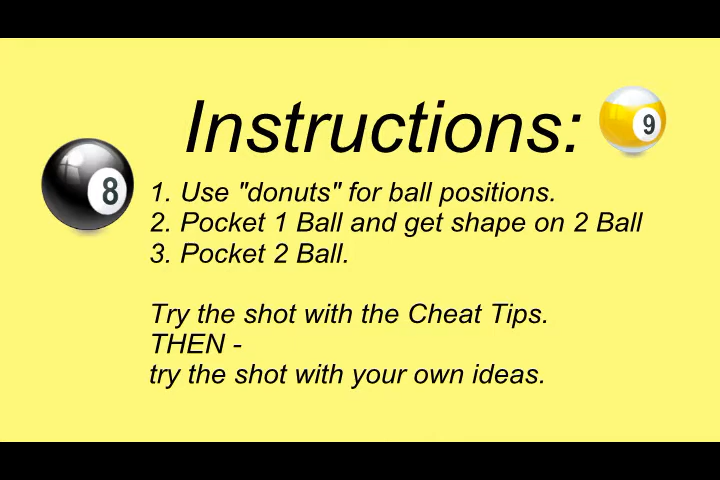 Instructions:
9
8
1. Use "donuts" for ball positions.
2. Pocket 1 Ball and get shape on 2 Ball
3. Pocket 2 Ball.
Try the shot with the Cheat Tips.
THEN -
try the shot with your own ideas.